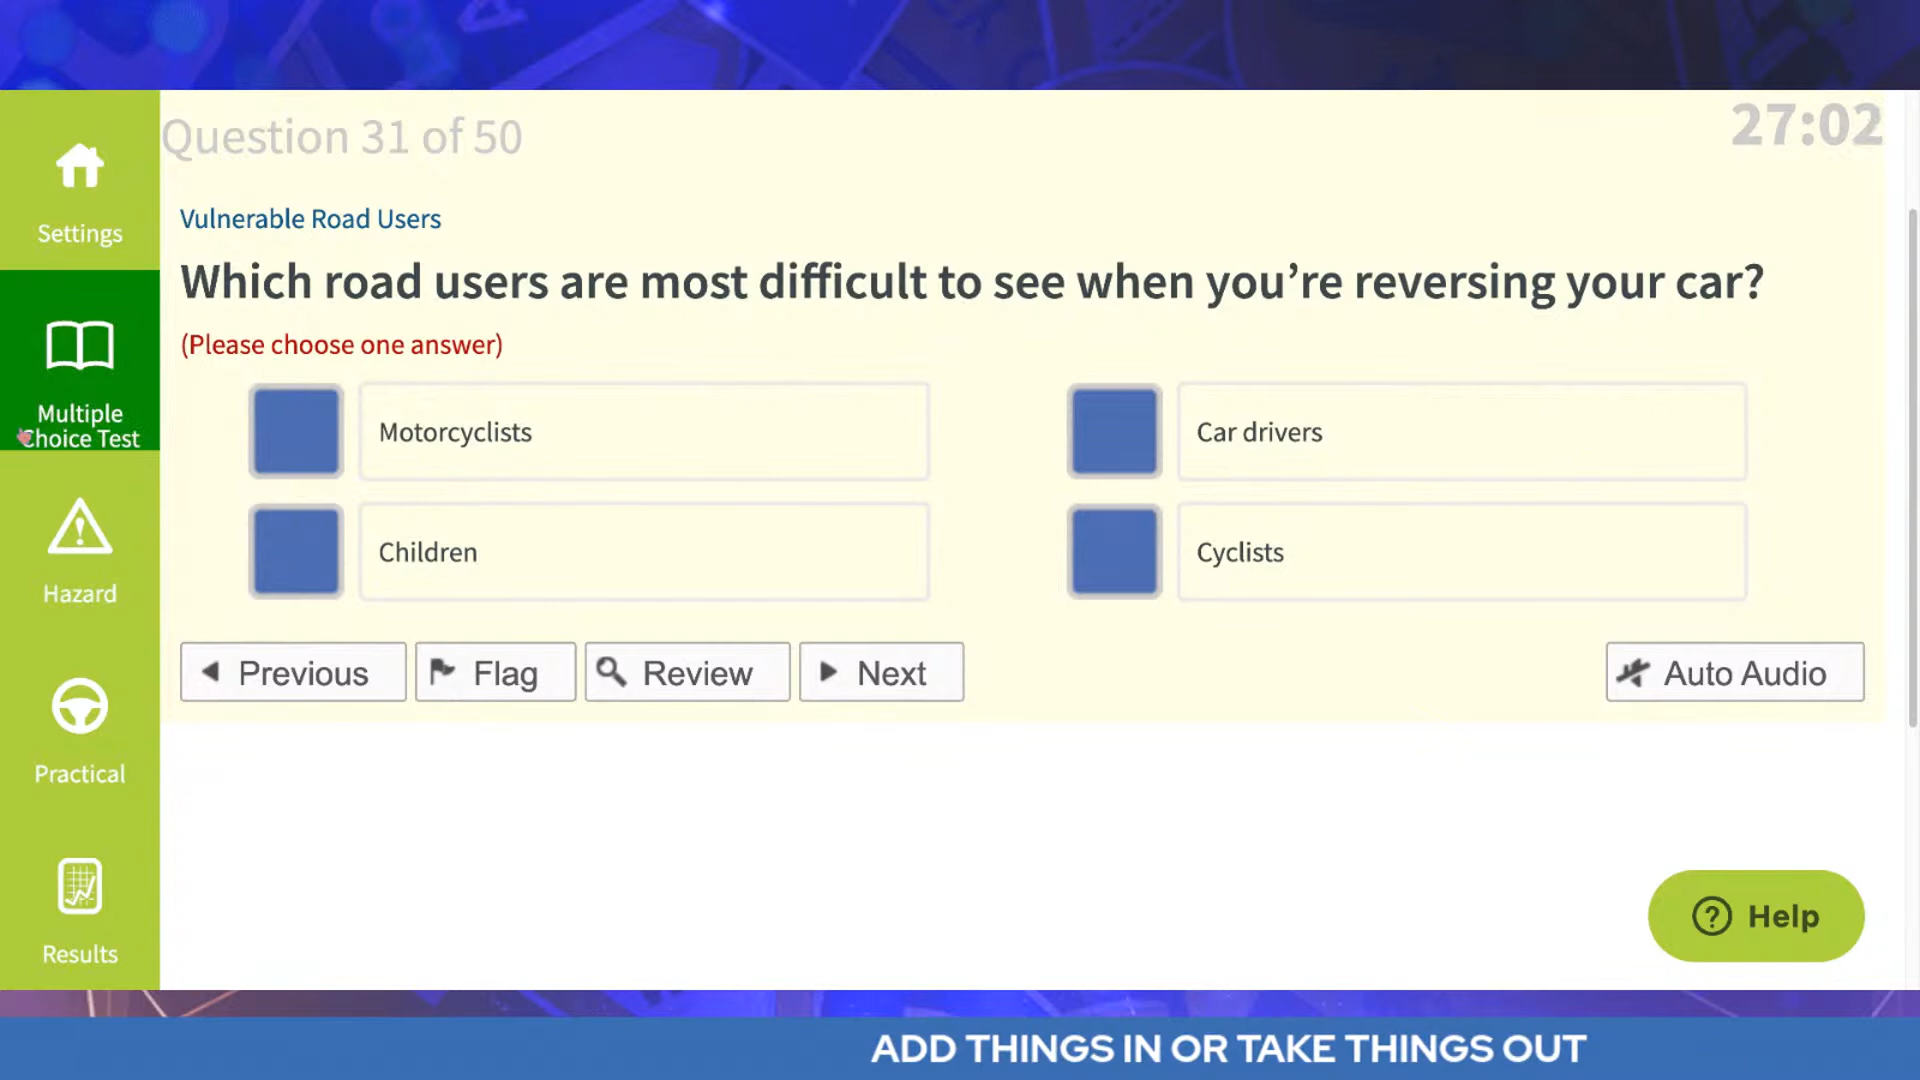 Question 31 of 50
27:02
Settings
Multiple
Choice Test
Hazard
Practical
Results
Vulnerable Road Users
Which road users are most difficult to see when you’re reversing your car?
(Please choose one answer)
Motorcyclists
Car drivers
Children
Cyclists
Previous
Flag
Review
Next
Auto Audio
Help
ADD THINGS IN OR TAKE THINGS OUT